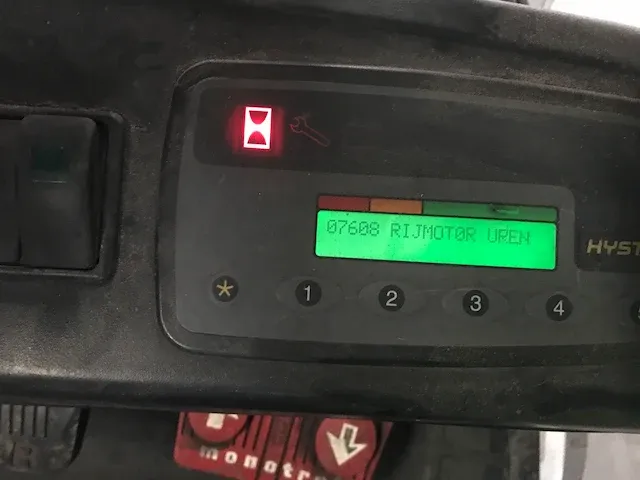 07608 RIJMOTOR UREN
HYST
* 1 2 3 4
monotr